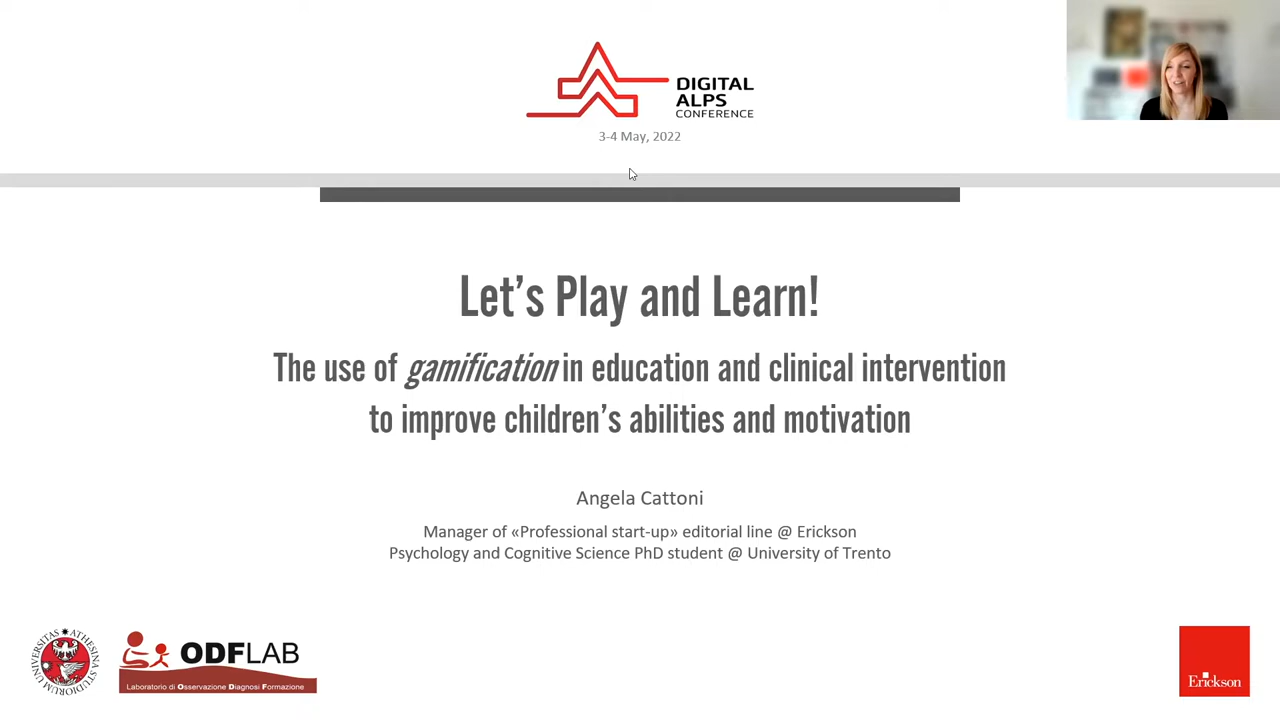 DIGITAL
ALPS
CONFERENCE
3-4 May, 2022
Let's Play and Learn!
The use of gamification in education and clinical intervention
to improve children's abilities and motivation
Angela Cattoni
Manager of «Professional start-up» editorial line @ Erickson
Psychology and Cognitive Science PhD student @ University of Trento
UNIVERSITAS ATHESINA STUDIORUM
ODFLAB
Laboratorio di Osservazione Diagnosi Formazione
Erickson